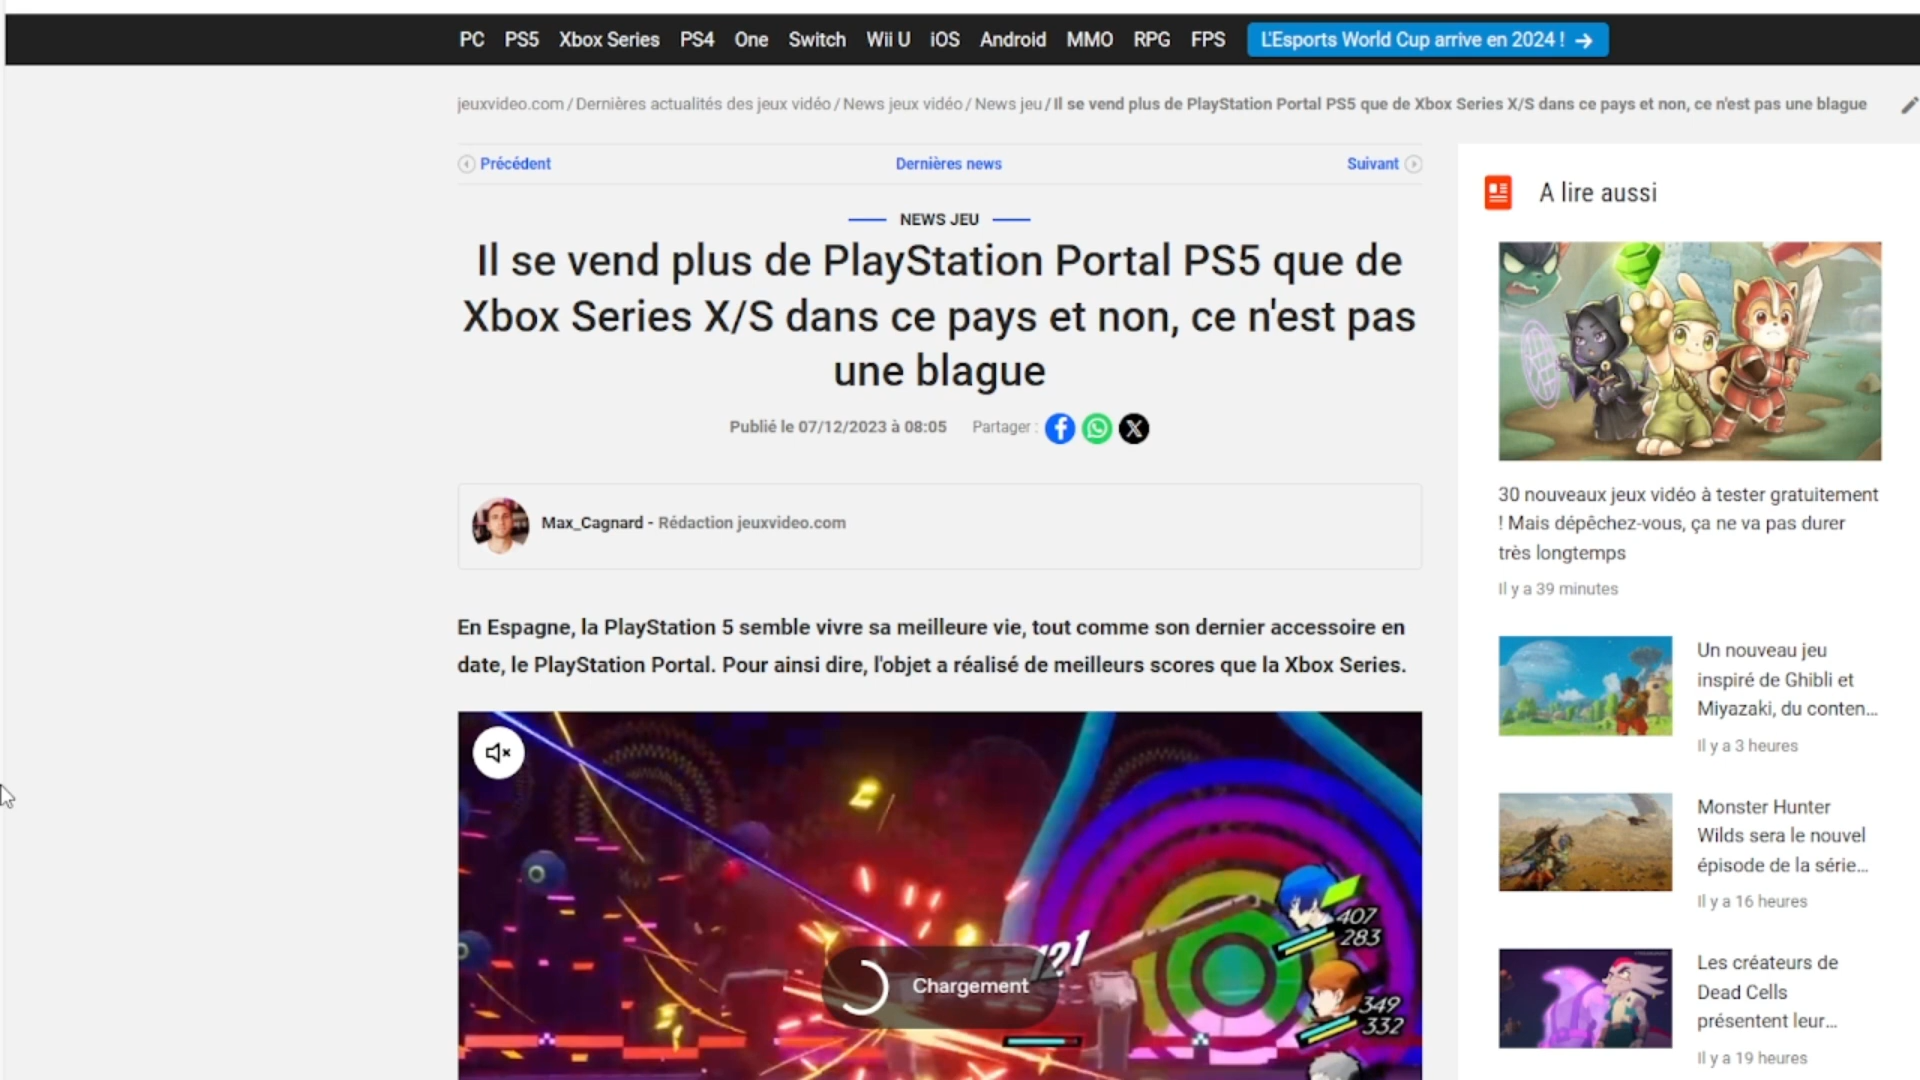 PC PS5 Xbox Series PS4 One Switch Wii U iOS Android MMO RPG FPS L'Esports World Cup arrive en 2024 ! →
jeuxvideo.com / Dernières actualités des jeux vidéo / News jeux vidéo / News jeu / Il se vend plus de PlayStation Portal PS5 que de Xbox Series X/S dans ce pays et non, ce n'est pas une blague
Précédent Dernières news Suivant
NEWS JEU
Il se vend plus de PlayStation Portal PS5 que de
Xbox Series X/S dans ce pays et non, ce n'est pas
une blague
Publié le 07/12/2023 à 08:05 Partager :
Max_Cagnard - Rédaction jeuxvideo.com
En Espagne, la PlayStation 5 semble vivre sa meilleure vie, tout comme son dernier accessoire en
date, le PlayStation Portal. Pour ainsi dire, l'objet a réalisé de meilleurs scores que la Xbox Series.
407
283
121
Chargement
349
332
A lire aussi
30 nouveaux jeux vidéo à tester gratuitement
! Mais dépêchez-vous, ça ne va pas durer
très longtemps
Il y a 39 minutes
Un nouveau jeu
inspiré de Ghibli et
Miyazaki, du conten...
Il y a 3 heures
Monster Hunter
Wilds sera le nouvel
épisode de la série...
Il y a 16 heures
Les créateurs de
Dead Cells
présentent leur...
Il y a 19 heures